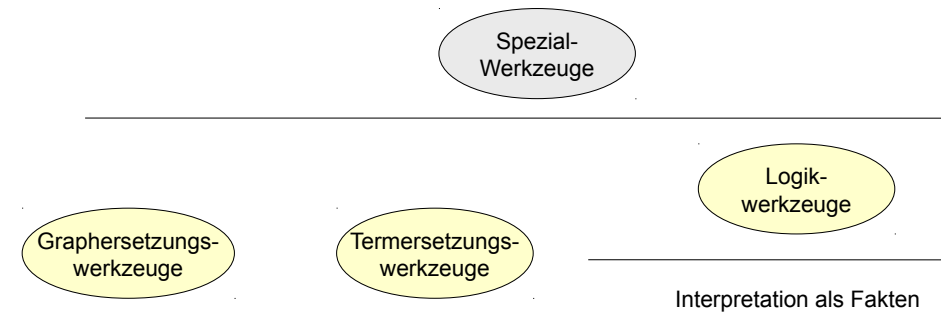 Spezial-
Werkzeuge
Logik-
werkzeuge
Graphersetzungs-
werkzeuge
Termersetzungs-
werkzeuge
Interpretation als Fakten